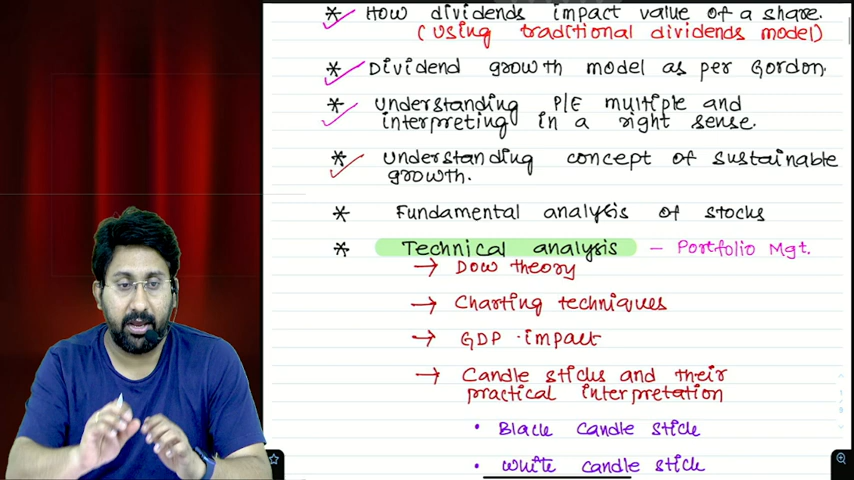 * How dividends impact value of a share.
(Using traditional dividends model)
* Dividend growth model as per Gordon.
* Understanding P/E multiple and
interpreting in a right sense.
* Understanding concept of sustainable
growth.
* Fundamental analysis of stocks
* Technical analysis - Portfolio Mgt.
→ Dow theory
→ Charting techniques
→ GDP impact
→ Candle sticks and their
practical interpretation
• Black candle stick
• White candle stick